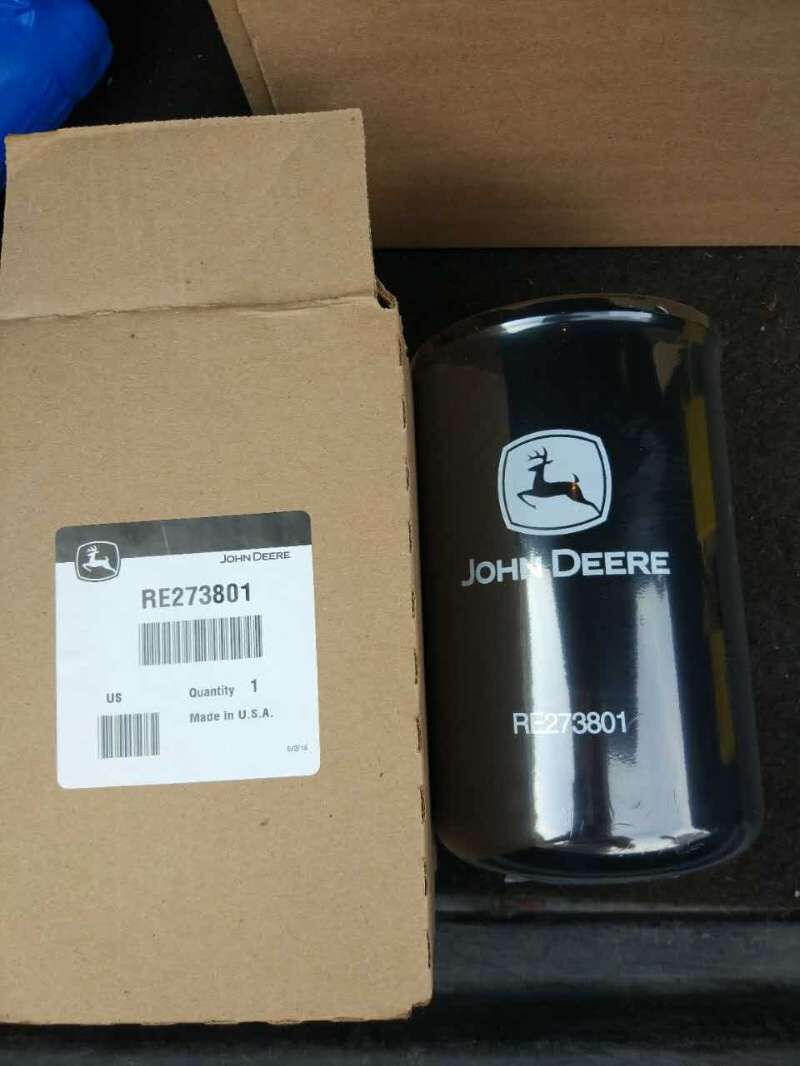 JOHN DEERE
RE273801
US
Quantity 1
Made in U.S.A.
JOHN DEERE
RE273801